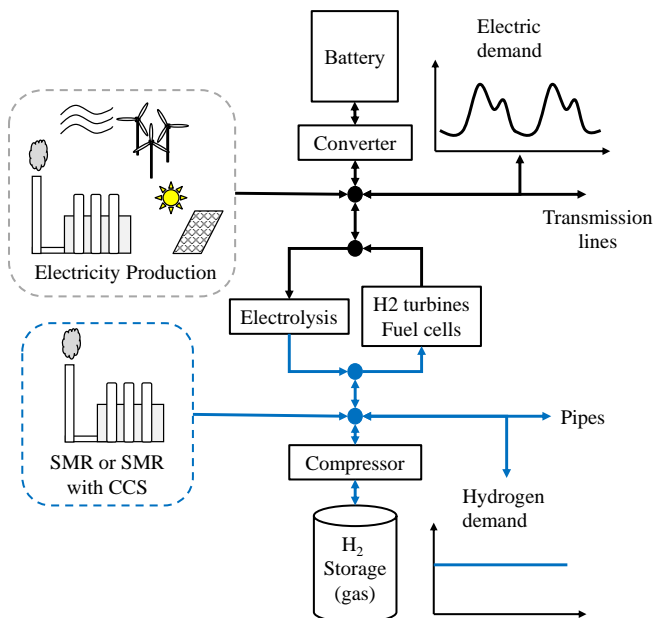 Electric
demand
Battery
Converter
Transmission
lines
Electricity Production
Electrolysis
H2 turbines
Fuel cells
Pipes
SMR or SMR
with CCS
Compressor
Hydrogen
demand
H₂
Storage
(gas)